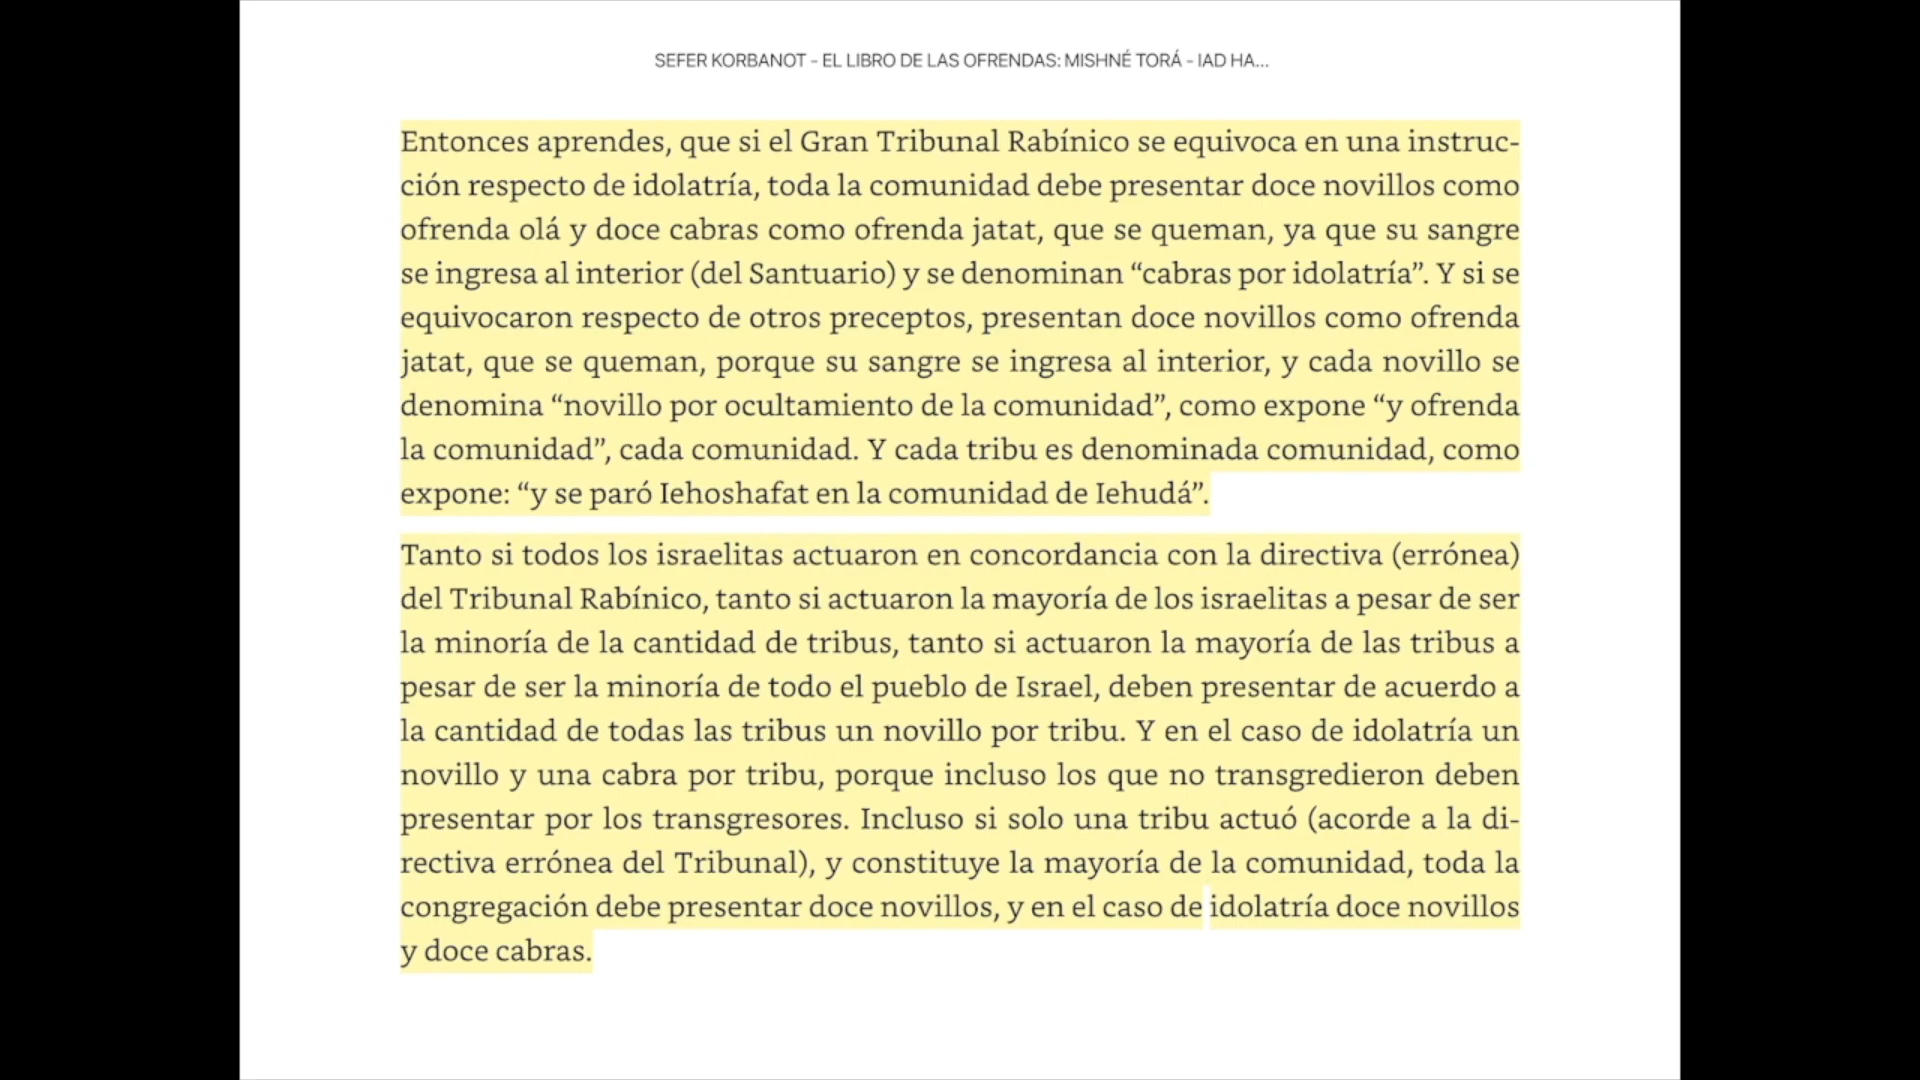 SEFER KORBANOT - EL LIBRO DE LAS OFRENDAS: MISHNÉ TORÁ - IAD HA...
Entonces aprendes, que si el Gran Tribunal Rabínico se equivoca en una instruc-
ción respecto de idolatría, toda la comunidad debe presentar doce novillos como
ofrenda olá y doce cabras como ofrenda jatat, que se queman, ya que su sangre
se ingresa al interior (del Santuario) y se denominan “cabras por idolatría”. Y si se
equivocaron respecto de otros preceptos, presentan doce novillos como ofrenda
jatat, que se queman, porque su sangre se ingresa al interior, y cada novillo se
denomina “novillo por ocultamiento de la comunidad”, como expone “y ofrenda
la comunidad”, cada comunidad. Y cada tribu es denominada comunidad, como
expone: “y se paró Iehoshafat en la comunidad de Iehudá”.
Tanto si todos los israelitas actuaron en concordancia con la directiva (errónea)
del Tribunal Rabínico, tanto si actuaron la mayoría de los israelitas a pesar de ser
la minoría de la cantidad de tribus, tanto si actuaron la mayoría de las tribus a
pesar de ser la minoría de todo el pueblo de Israel, deben presentar de acuerdo a
la cantidad de todas las tribus un novillo por tribu. Y en el caso de idolatría un
novillo y una cabra por tribu, porque incluso los que no transgredieron deben
presentar por los transgresores. Incluso si solo una tribu actuó (acorde a la di-
rectiva errónea del Tribunal), y constituye la mayoría de la comunidad, toda la
congregación debe presentar doce novillos, y en el caso de idolatría doce novillos
y doce cabras.